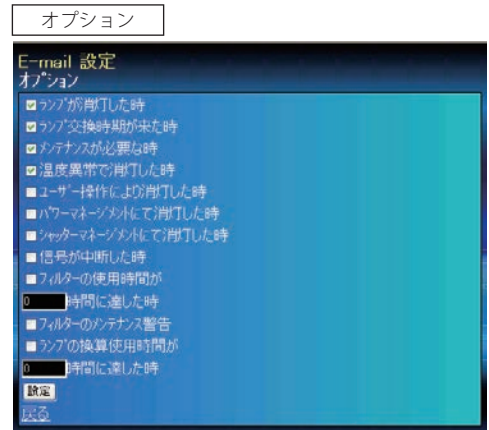 オプション
E-mail 設定
オプション
ランプが消灯した時
ランプ交換時期が来た時
メンテナンスが必要な時
温度異常で消灯した時
ユーザー操作により消灯した時
パワーマネージメントにて消灯した時
シャッターマネージメントにて消灯した時
信号が中断した時
フィルターの使用時間が
0 時間に達した時
フィルターのメンテナンス警告
ランプの換算使用時間が
0 時間に達した時
設定
戻る